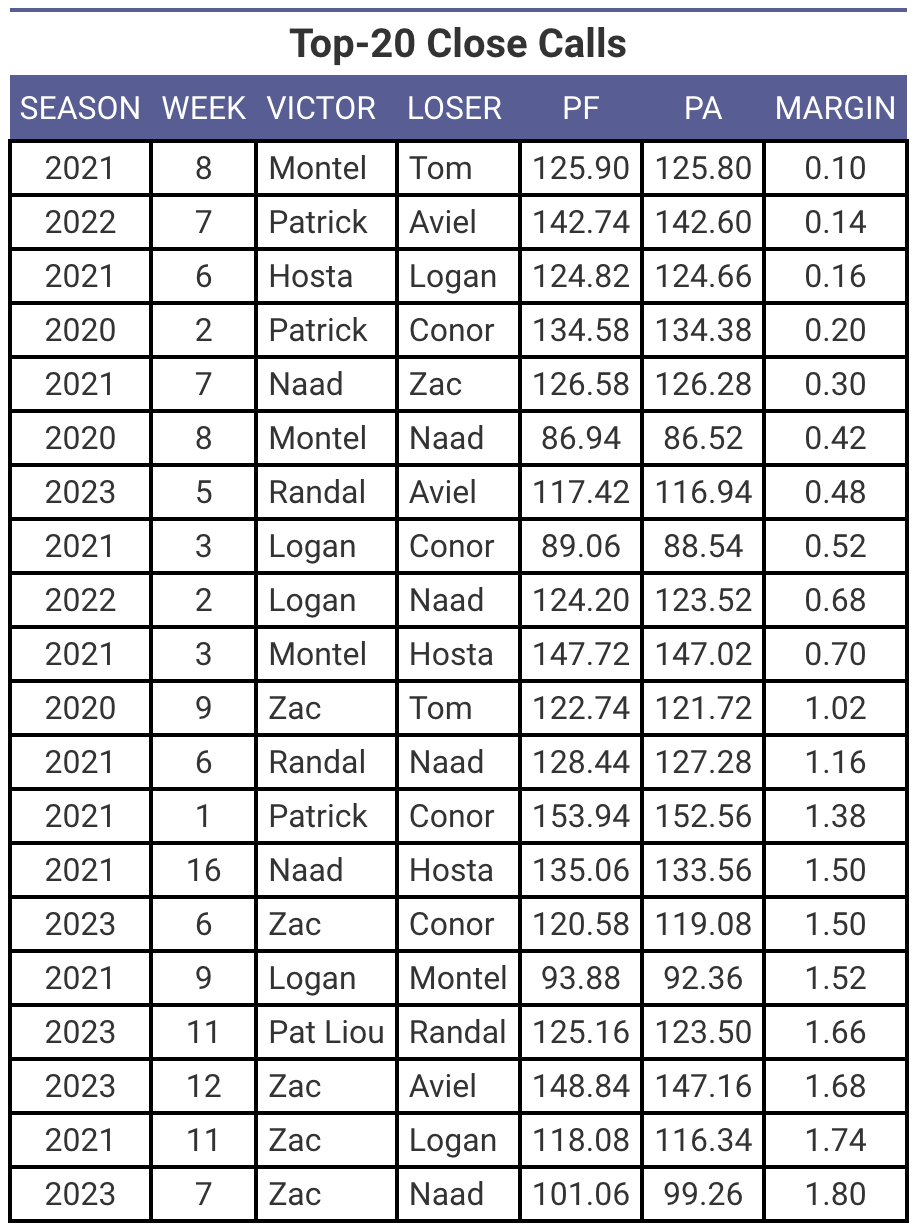 Top-20 Close Calls
SEASON WEEK VICTOR LOSER PF PA MARGIN
2021 8 Montel Tom 125.90 125.80 0.10
2022 7 Patrick Aviel 142.74 142.60 0.14
2021 6 Hosta Logan 124.82 124.66 0.16
2020 2 Patrick Conor 134.58 134.38 0.20
2021 7 Naad Zac 126.58 126.28 0.30
2020 8 Montel Naad 86.94 86.52 0.42
2023 5 Randal Aviel 117.42 116.94 0.48
2021 3 Logan Conor 89.06 88.54 0.52
2022 2 Logan Naad 124.20 123.52 0.68
2021 3 Montel Hosta 147.72 147.02 0.70
2020 9 Zac Tom 122.74 121.72 1.02
2021 6 Randal Naad 128.44 127.28 1.16
2021 1 Patrick Conor 153.94 152.56 1.38
2021 16 Naad Hosta 135.06 133.56 1.50
2023 6 Zac Conor 120.58 119.08 1.50
2021 9 Logan Montel 93.88 92.36 1.52
2023 11 Pat Liou Randal 125.16 123.50 1.66
2023 12 Zac Aviel 148.84 147.16 1.68
2021 11 Zac Logan 118.08 116.34 1.74
2023 7 Zac Naad 101.06 99.26 1.80